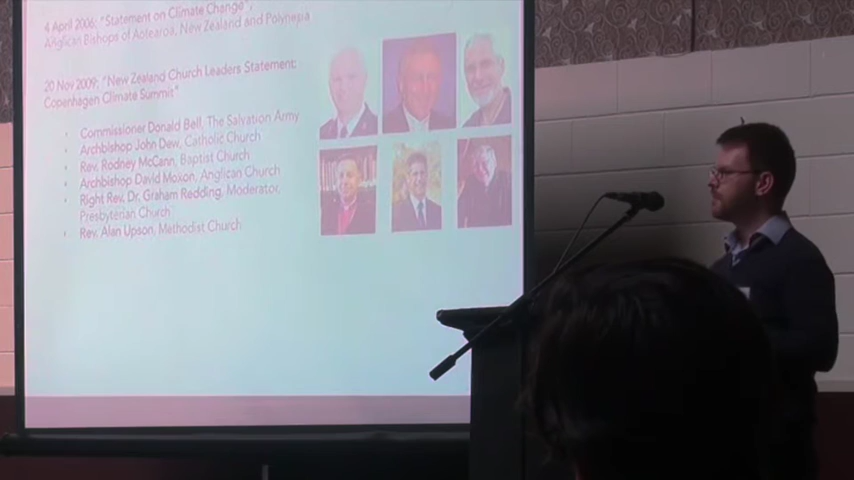 4 April 2006: "Statement on Climate Change",
Anglican Bishops of Aotearoa, New Zealand and Polynesia
20 Nov 2009: "New Zealand Church Leaders Statement:
Copenhagen Climate Summit"
• Commissioner Donald Bell, The Salvation Army
• Archbishop John Dew, Catholic Church
• Rev. Rodney McCann, Baptist Church
• Archbishop David Moxon, Anglican Church
• Right Rev. Dr. Graham Redding, Moderator,
Presbyterian Church
• Rev. Alan Upson, Methodist Church